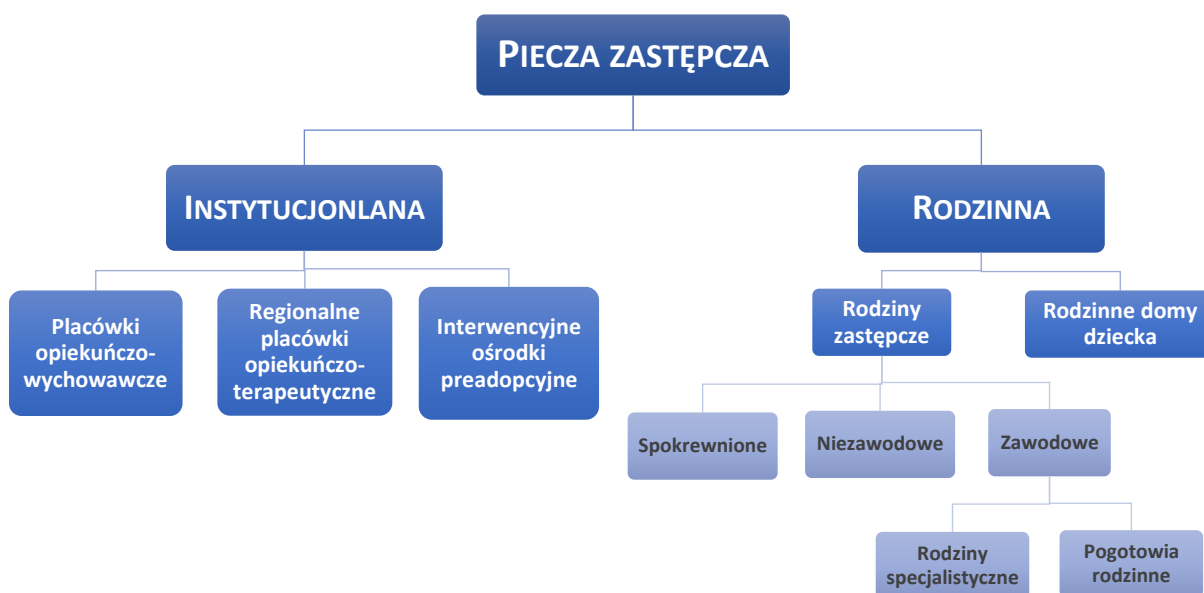 PIECZA ZASTĘPCZA
INSTYTUCJONLANA
RODZINNA
Placówki
opiekuńczo-
wychowawcze
Regionalne
placówki
opiekuńczo-
terapeutyczne
Interwencyjne
ośrodki
preadopcyjne
Rodziny
zastępcze
Rodzinne domy
dziecka
Spokrewnione
Niezawodowe
Zawodowe
Rodziny
specjalistyczne
Pogotowia
rodzinne